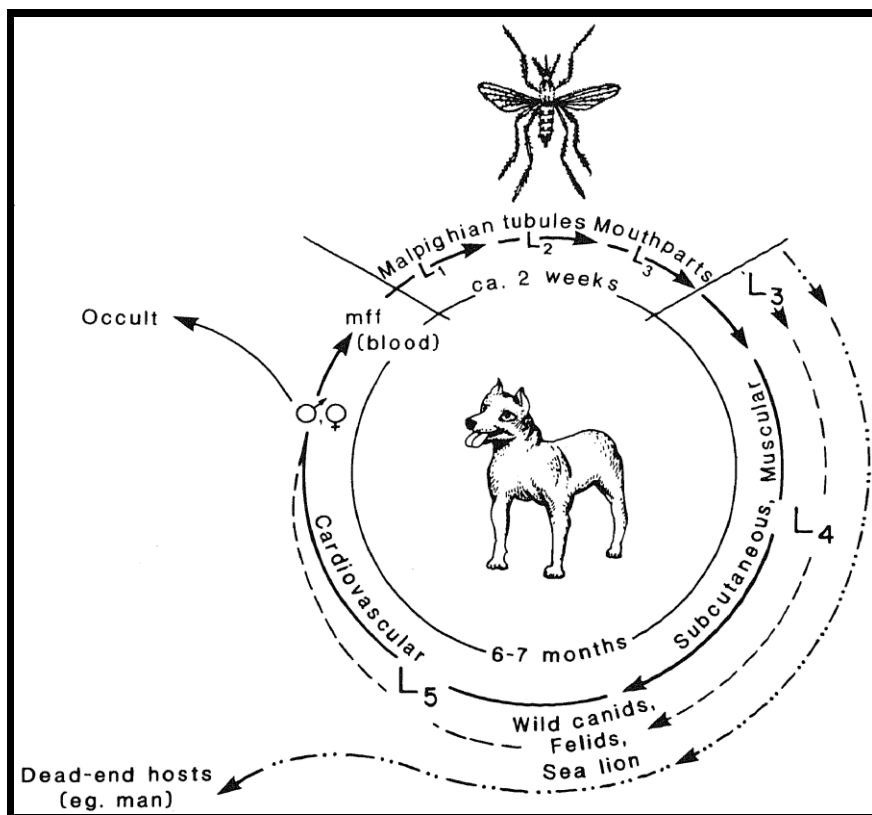 Malpighian tubules Mouthparts
L1
L2
L3
ca. 2 weeks
L3
Occult
mff
(blood)
♂,♀
Subcutaneous, Muscular
L4
Cardiovascular
6-7 months
L5
Wild canids,
Felids,
Sea lion
Dead-end hosts
(eg. man)